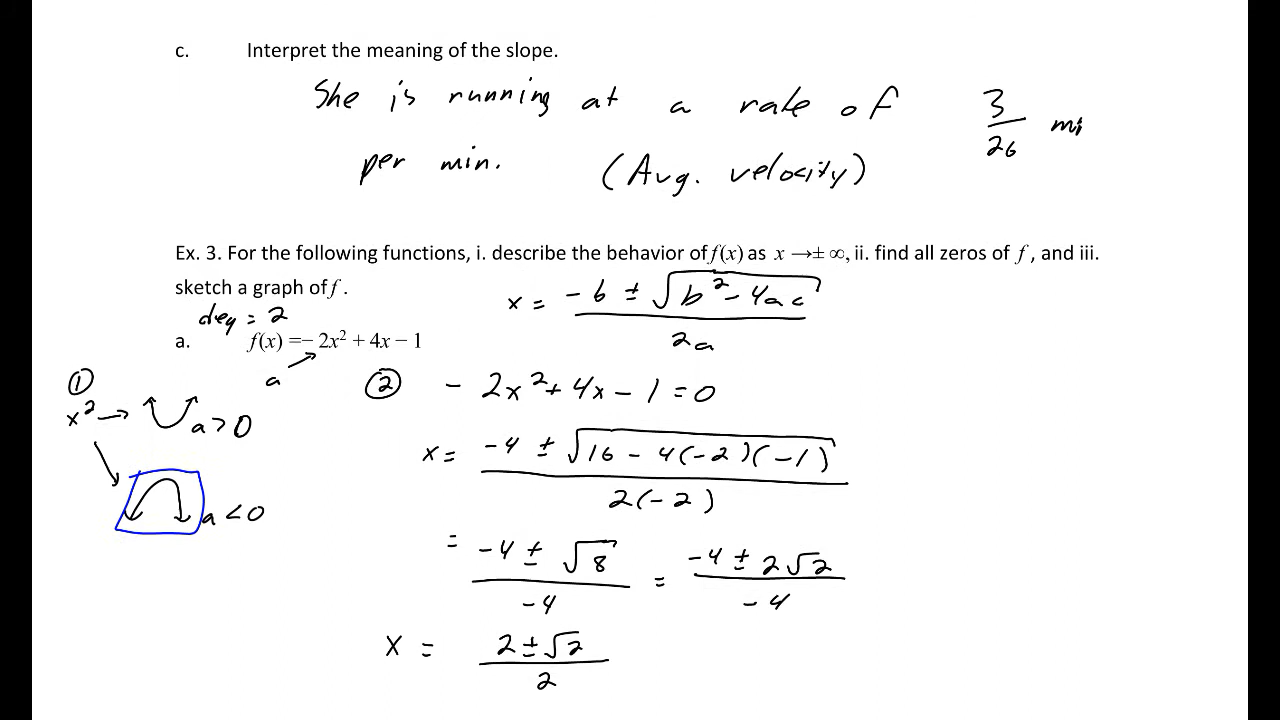 c. Interpret the meaning of the slope.
She is running at a rate of 3/26 mi
per min. (Avg. velocity)
Ex. 3. For the following functions, i. describe the behavior of f(x) as x →± ∞, ii. find all zeros of f , and iii.
sketch a graph of f .
x = (-b ± √(b² - 4ac))/(2a)
deg = 2
a. f(x) =− 2x² + 4x − 1
a
① x² → a > 0
a < 0
② - 2x² + 4x - 1 = 0
x = (-4 ± √(16 - 4(-2)(-1)))/(2(-2))
= (-4 ± √8)/(-4) = (-4 ± 2√2)/(-4)
x = (2 ± √2)/2